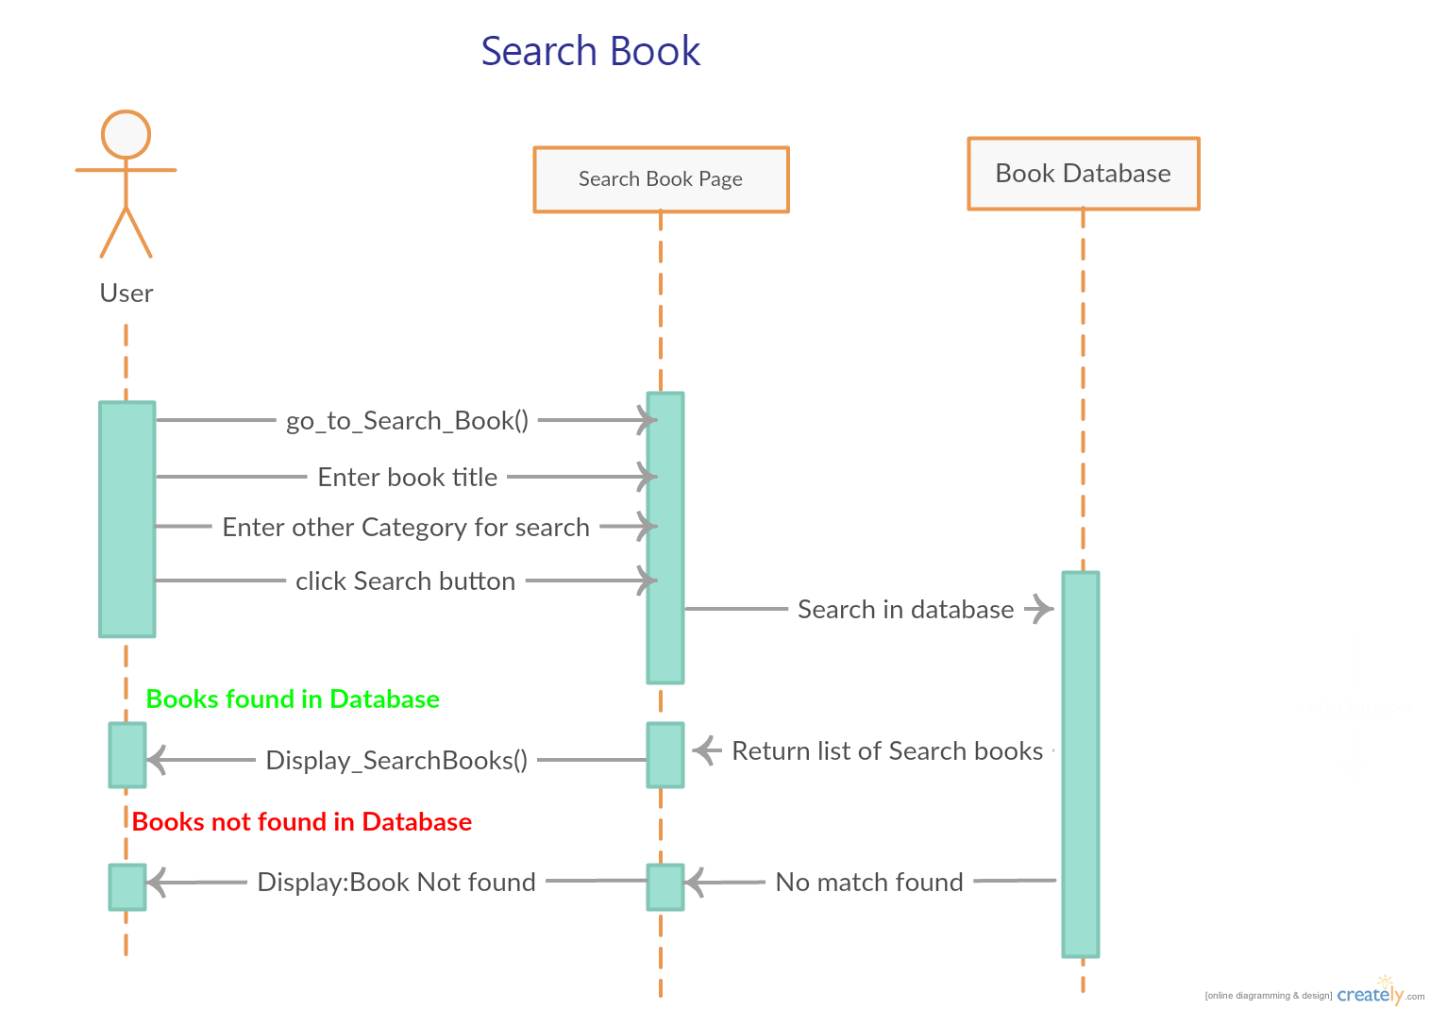 Search Book
Search Book Page
Book Database
User
go_to_Search_Book()
Enter book title
Enter other Category for search
click Search button
Search in database
Books found in Database
Return list of Search books
Display_SearchBooks()
Books not found in Database
Display:Book Not found
No match found
[online diagramming & design] creately.com